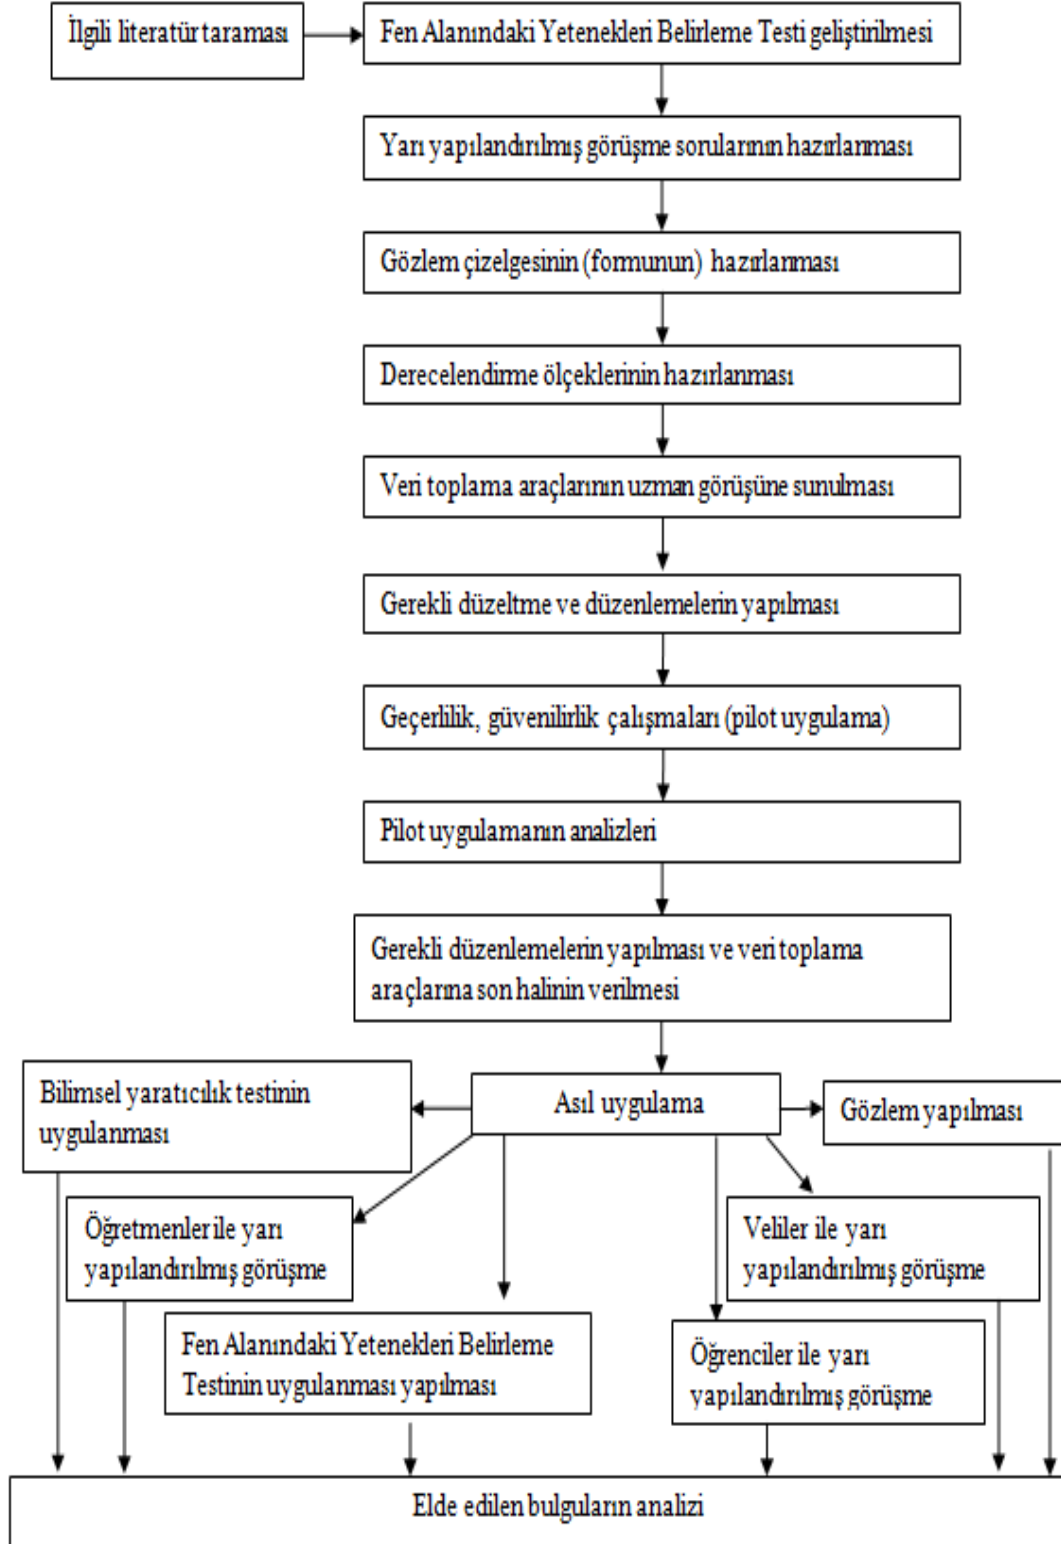 İlgili literatür taraması
Fen Alanındaki Yetenekleri Belirleme Testi geliştirilmesi
Yarı yapılandırılmış görüşme sorularının hazırlanması
Gözlem çizelgesinin (formunun) hazırlanması
Derecelendirme ölçeklerinin hazırlanması
Veri toplama araçlarının uzman görüşüne sunulması
Gerekli düzeltme ve düzenlemelerin yapılması
Geçerlilik, güvenilirlik çalışmaları (pilot uygulama)
Pilot uygulamanın analizleri
Gerekli düzenlemelerin yapılması ve veri toplama
araçlarına son halinin verilmesi
Asıl uygulama
Bilimsel yaratıcılık testinin
uygulanması
Gözlem yapılması
Öğretmenler ile yarı
yapılandırılmış görüşme
Veliler ile yarı
yapılandırılmış görüşme
Fen Alanındaki Yetenekleri Belirleme
Testinin uygulanması yapılması
Öğrenciler ile yarı
yapılandırılmış görüşme
Elde edilen bulguların analizi